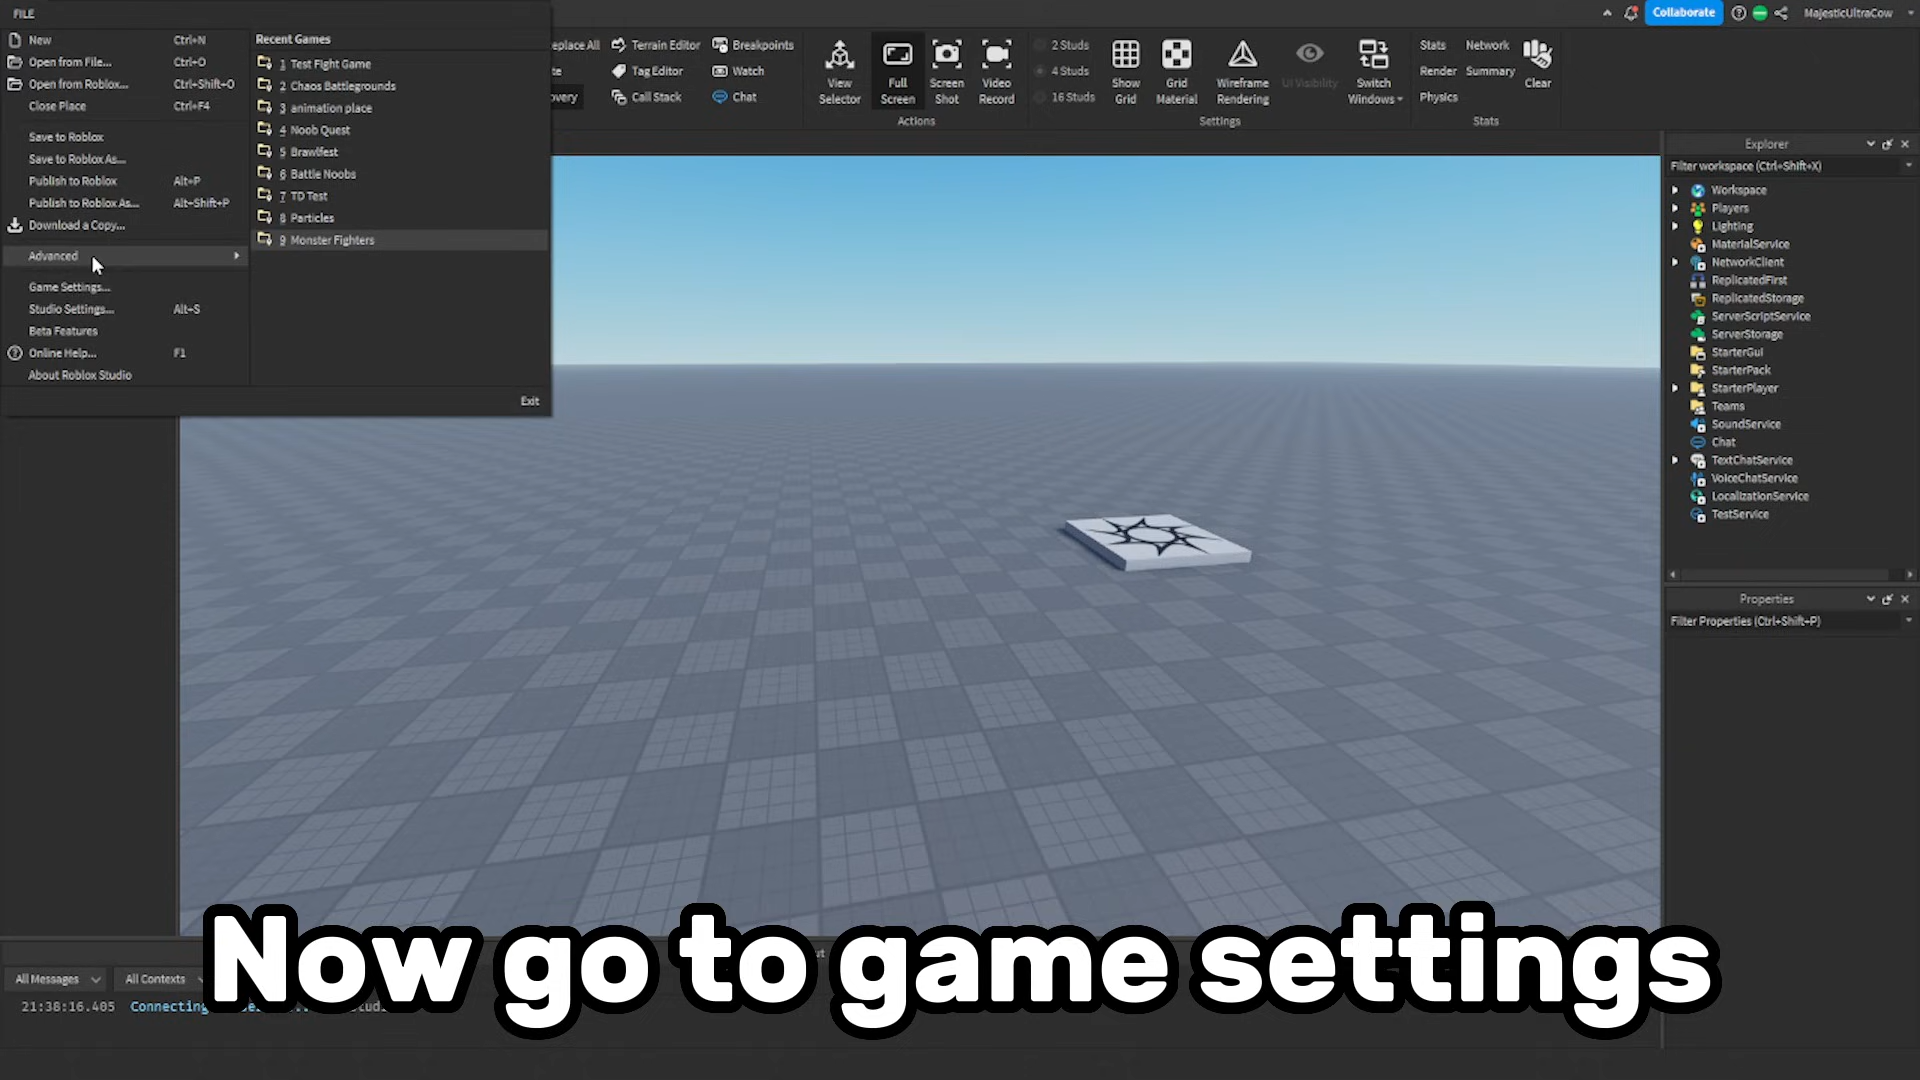 FILE
Collaborate
MajesticUltraCow
New Ctrl+N
Open from File... Ctrl+O
Open from Roblox... Ctrl+Shift+O
Close Place Ctrl+F4
Save to Roblox
Save to Roblox As...
Publish to Roblox Alt+P
Publish to Roblox As... Alt+Shift+P
Download a Copy...
Advanced
Game Settings...
Studio Settings... Alt+S
Beta Features
Online Help... F1
About Roblox Studio
Recent Games
1 Test Fight Game
2 Chaos Battlegrounds
3 animation place
4 Noob Quest
5 Brawlfest
6 Battle Noobs
7 TD Test
8 Particles
9 Monster Fighters
Exit
eplace All
te
overy
Terrain Editor
Tag Editor
Call Stack
Breakpoints
Watch
Chat
View Selector
Full Screen
Screen Shot
Video Record
Actions
2 Studs
4 Studs
16 Studs
Show Grid
Grid Material
Wireframe Rendering
UI Visibility
Switch Windows
Settings
Stats Network
Render Summary
Physics
Clear
Stats
Explorer
Filter workspace (Ctrl+Shift+X)
Workspace
Players
Lighting
MaterialService
NetworkClient
ReplicatedFirst
ReplicatedStorage
ServerScriptService
ServerStorage
StarterGui
StarterPack
StarterPlayer
Teams
SoundService
Chat
TextChatService
VoiceChatService
LocalizationService
TestService
Properties
Filter Properties (Ctrl+Shift+P)
Now go to game settings
All Messages All Contexts
21:38:16.405 Connecting